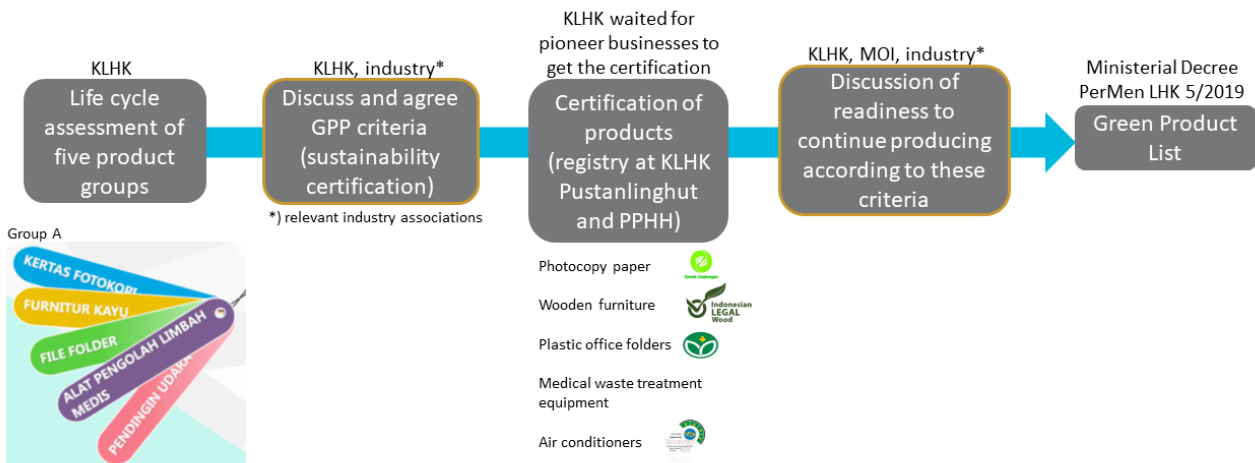 KLHK
Life cycle
assessment of
five product
groups
KLHK, industry*
Discuss and agree
GPP criteria
(sustainability
certification)
*) relevant industry associations
KLHK waited for
pioneer businesses to
get the certification
Certification of
products
(registry at KLHK
Pustanlinghut
and PPHH)
KLHK, MOI, industry*
Discussion of
readiness to
continue producing
according to these
criteria
Ministerial Decree
PerMen LHK 5/2019
Green Product
List
Group A
KERTAS FOTOKOPI
FURNITUR KAYU
FILE FOLDER
ALAT PENGOLAH LIMBAH
MEDIS
PENDINGIN UDARA
Photocopy paper
Ramah Lingkungan
Wooden furniture
Indonesian
LEGAL
Wood
Plastic office folders
Medical waste treatment
equipment
Air conditioners